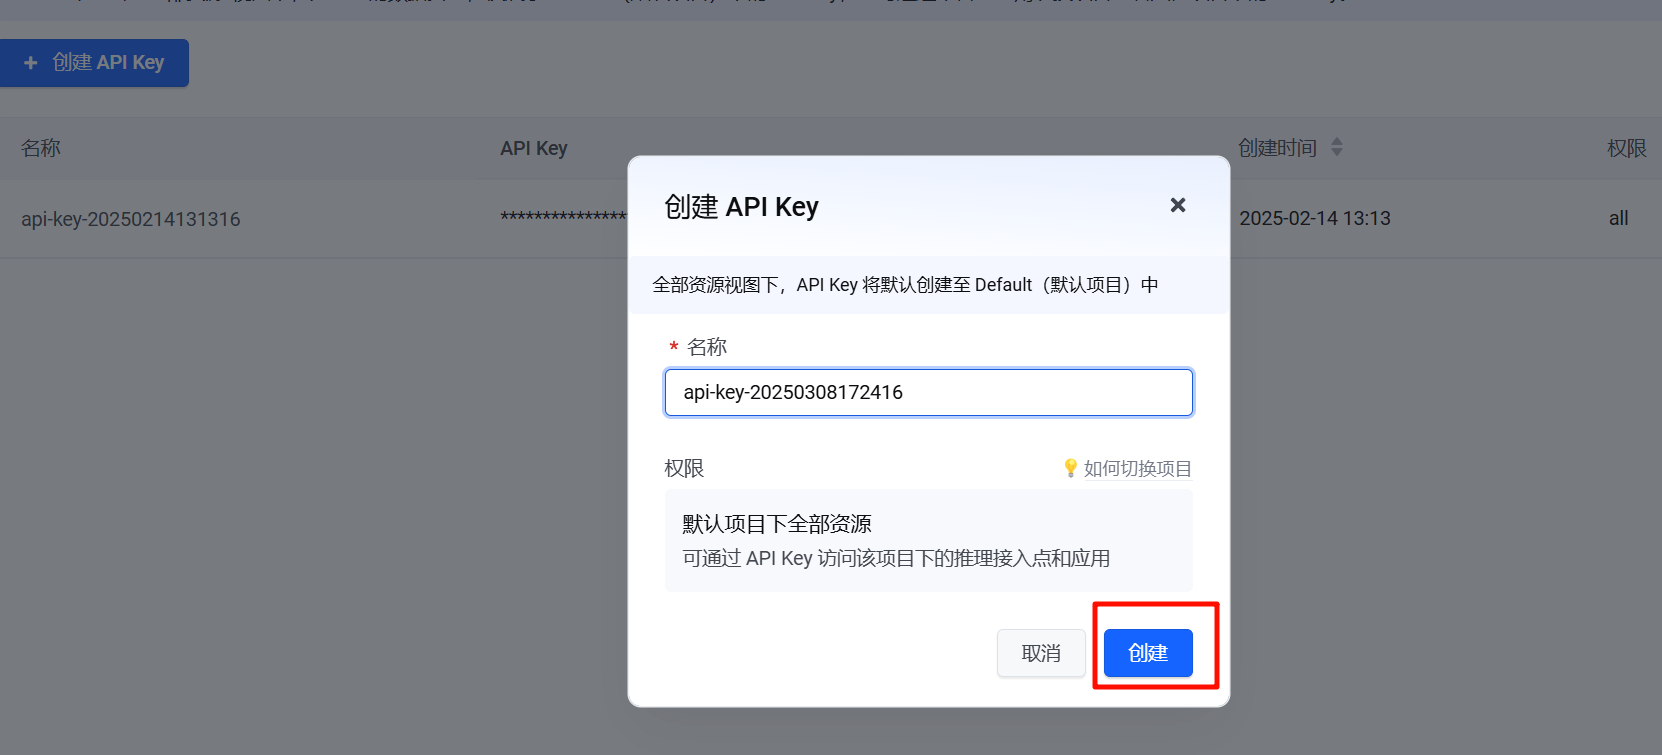 + 创建 API Key
名称
API Key
创建时间
权限
api-key-20250214131316
***************
2025-02-14 13:13
all
创建 API Key
全部资源视图下，API Key 将默认创建至 Default（默认项目）中
* 名称
api-key-20250308172416
权限
如何切换项目
默认项目下全部资源
可通过 API Key 访问该项目下的推理接入点和应用
取消
创建